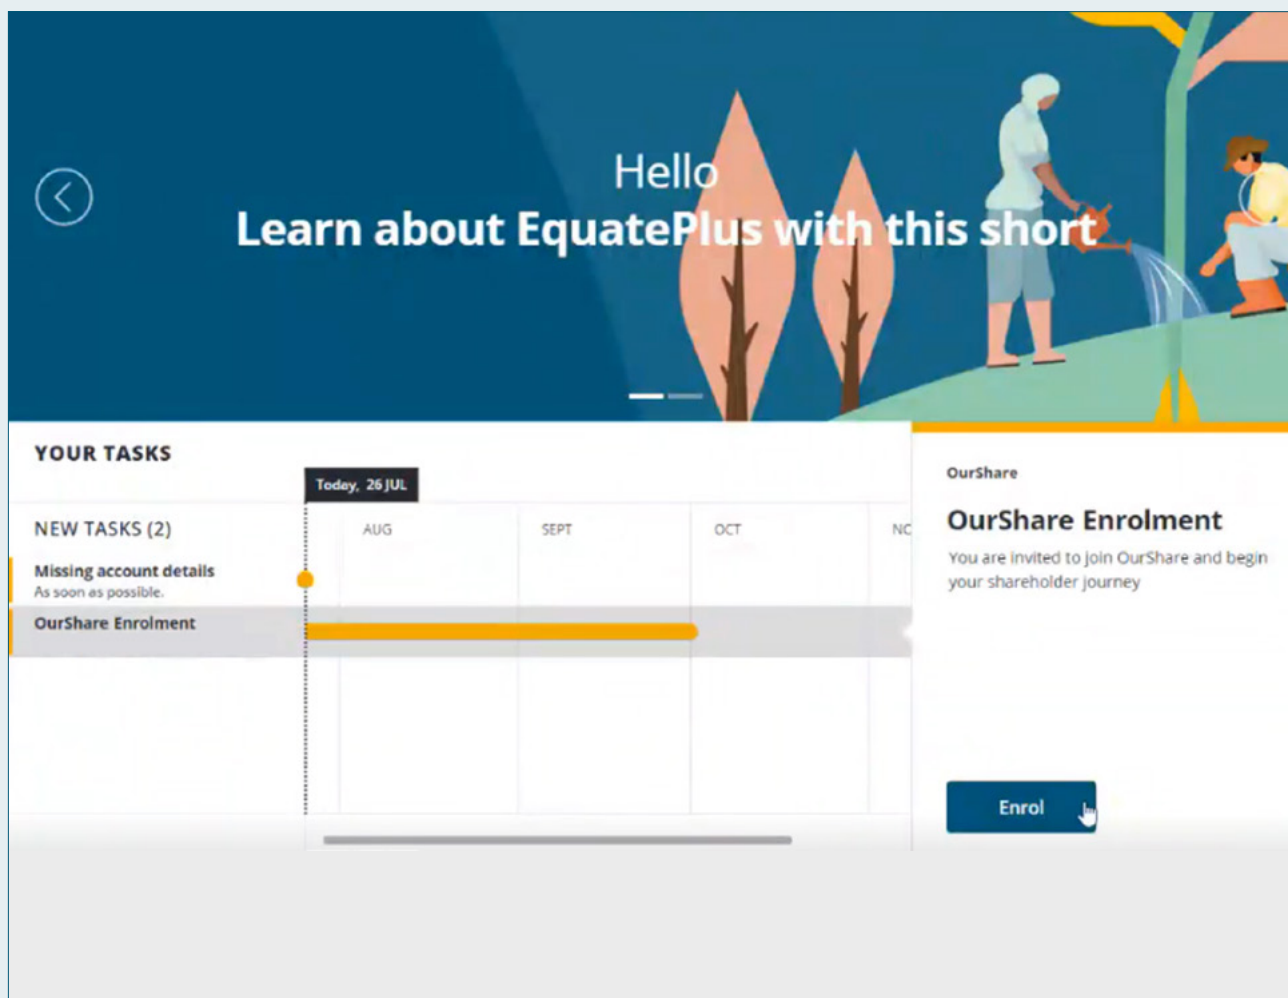 Hello
Learn about EquatePlus with this short
YOUR TASKS
Today, 26 JUL
NEW TASKS (2)
AUG
SEPT
OCT
NO
Missing account details
As soon as possible.
OurShare Enrolment
OurShare
OurShare Enrolment
You are invited to join OurShare and begin
your shareholder journey
Enrol